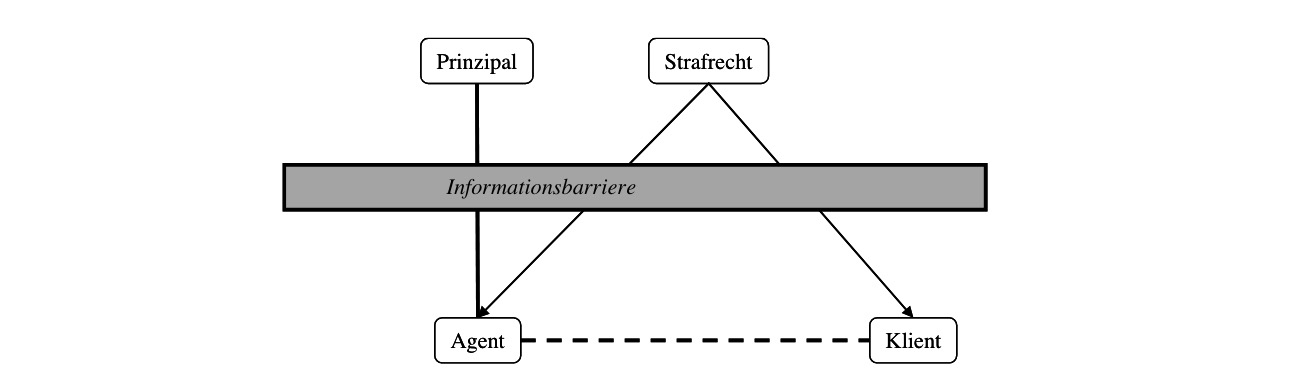 Prinzipal
Strafrecht
Informationsbarriere
Agent
Klient